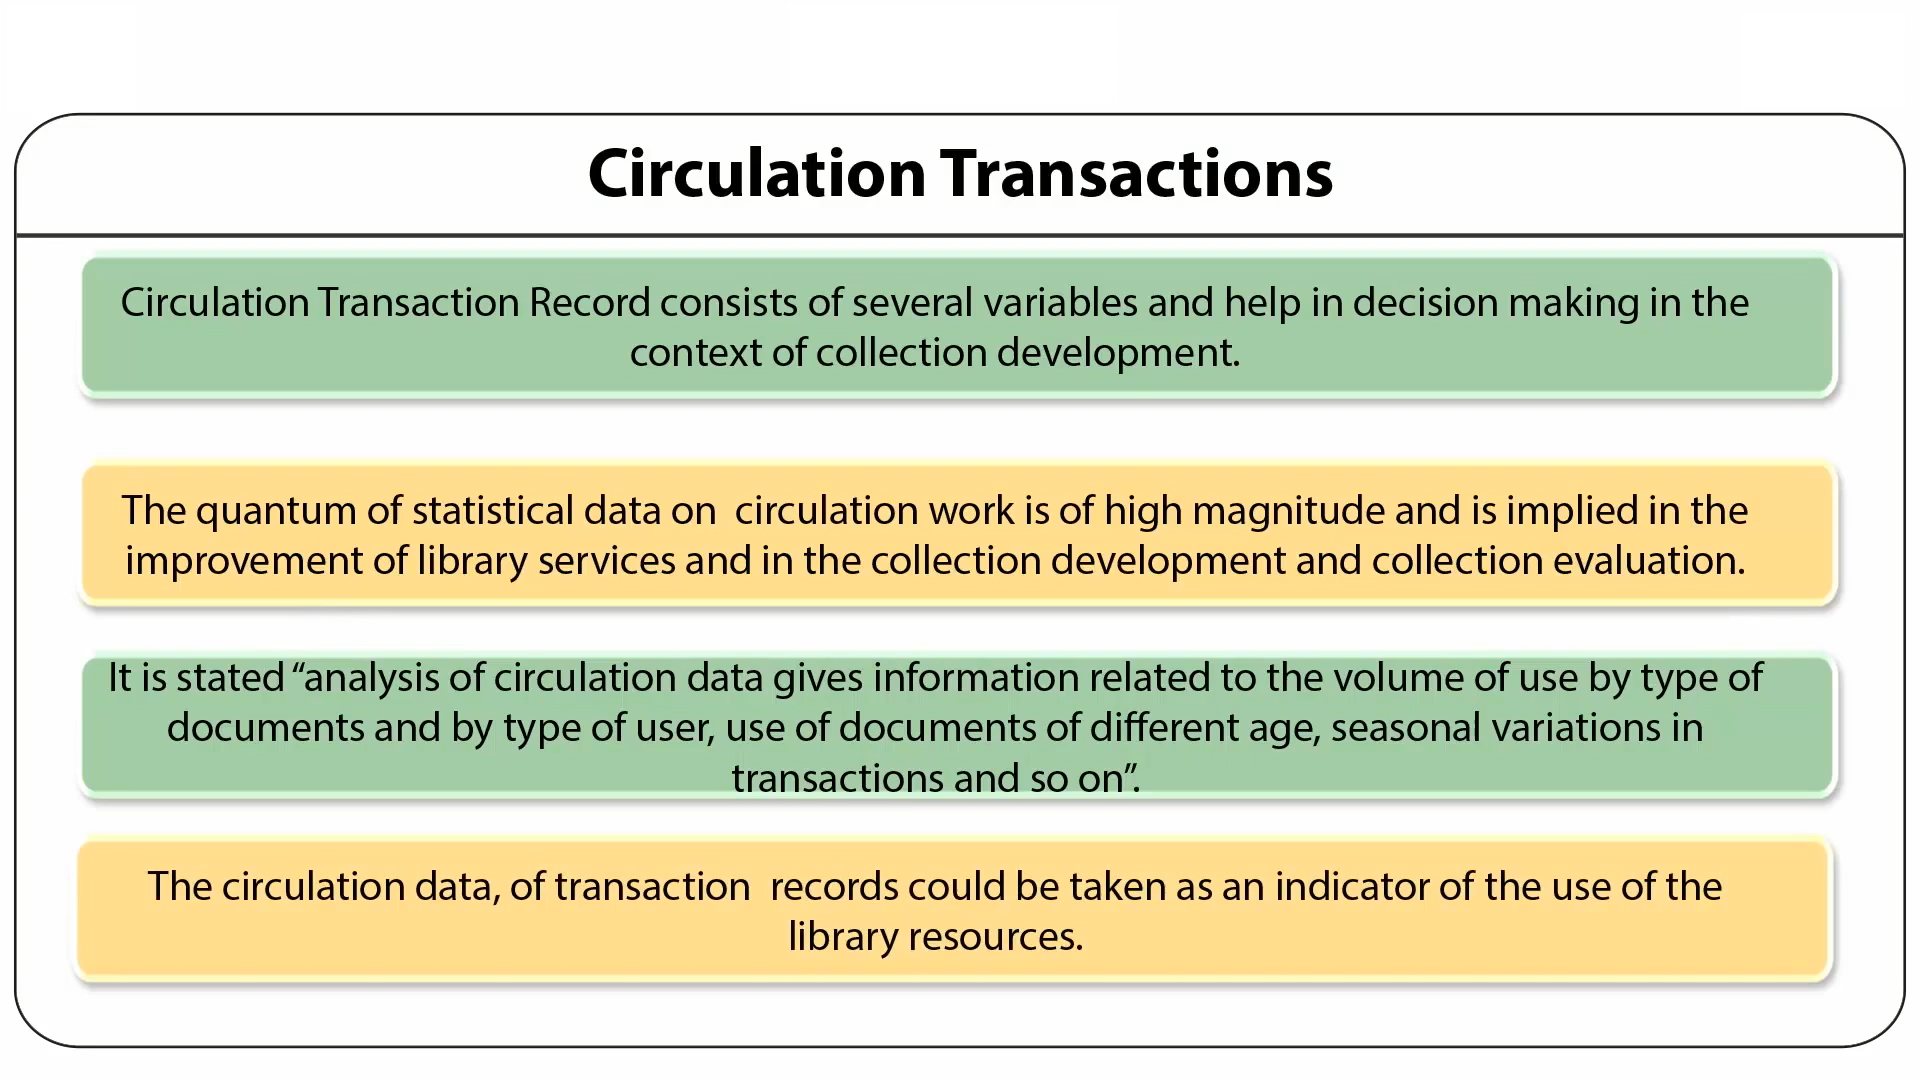 Circulation Transactions
Circulation Transaction Record consists of several variables and help in decision making in the
context of collection development.
The quantum of statistical data on  circulation work is of high magnitude and is implied in the
improvement of library services and in the collection development and collection evaluation.
It is stated “analysis of circulation data gives information related to the volume of use by type of
documents and by type of user, use of documents of different age, seasonal variations in
transactions and so on”.
The circulation data, of transaction  records could be taken as an indicator of the use of the
library resources.